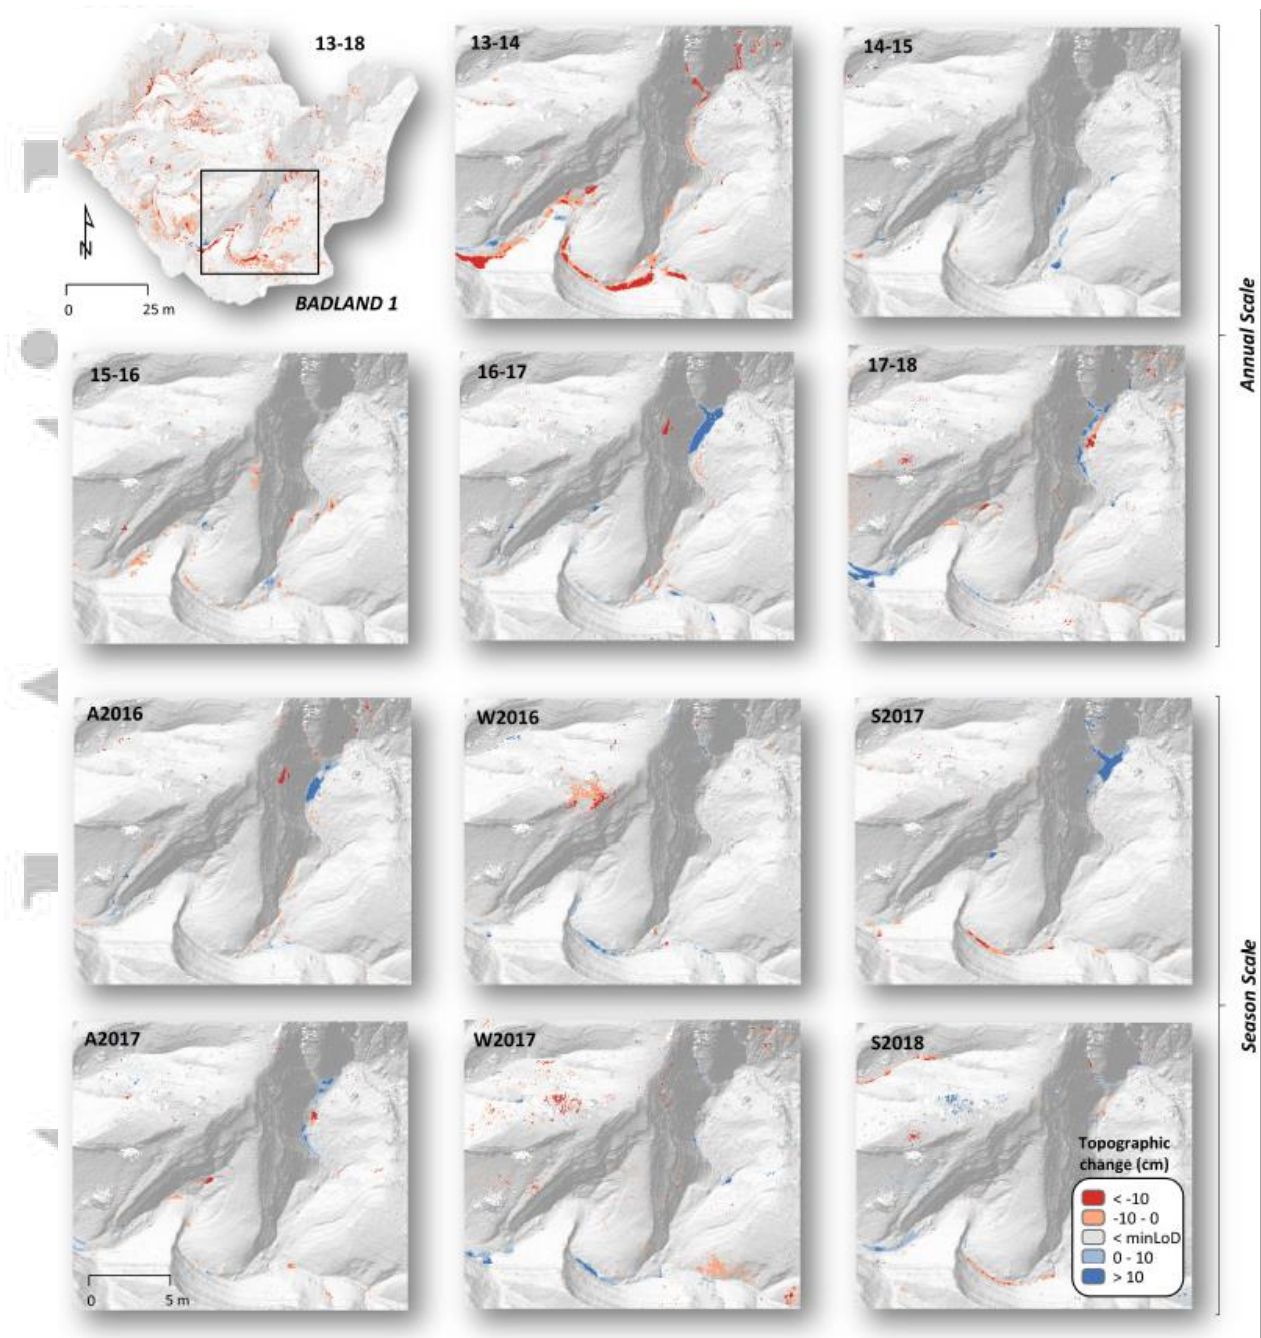 13-18
13-14
14-15
N
0 25 m
BADLAND 1
15-16
16-17
17-18
Annual Scale
A2016
W2016
S2017
A2017
W2017
S2018
Season Scale
0 5 m
Topographic
change (cm)
< -10
-10 - 0
< minLoD
0 - 10
> 10